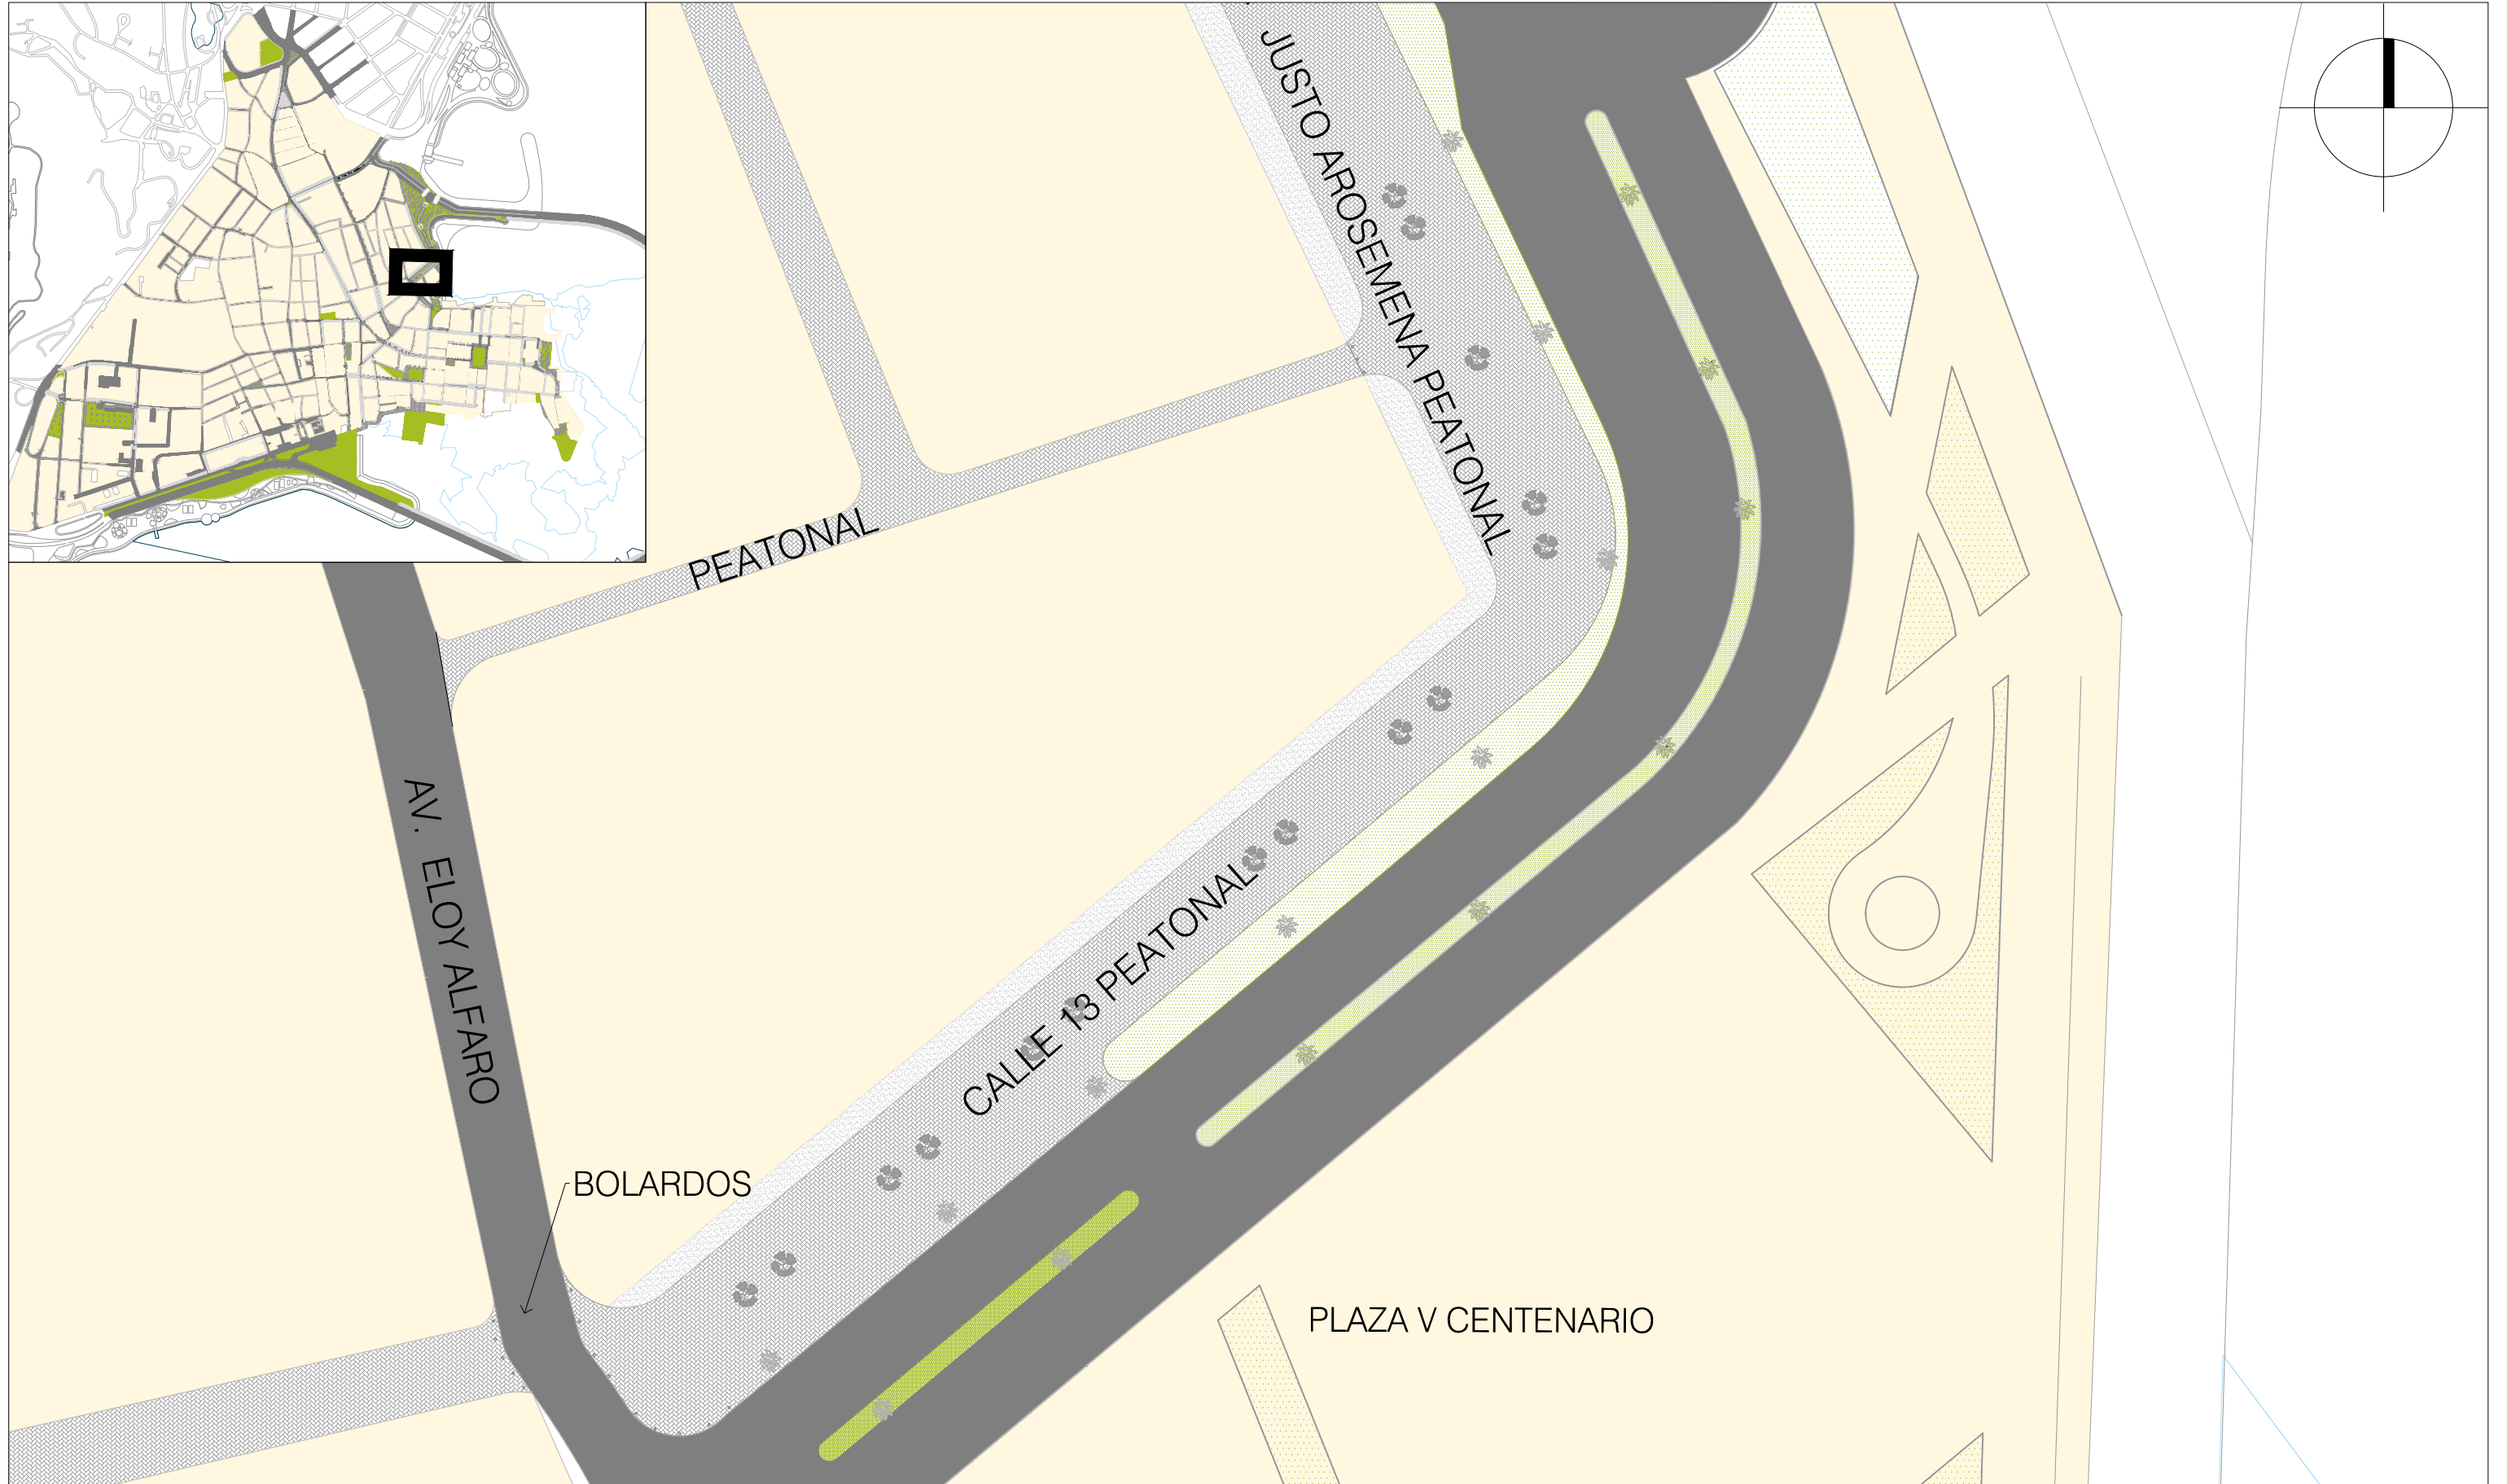 JUSTO AROSEMENA PEATONAL
PEATONAL
AV. ELOY ALFARO
CALLE 13 PEATONAL
BOLARDOS
PLAZA V CENTENARIO